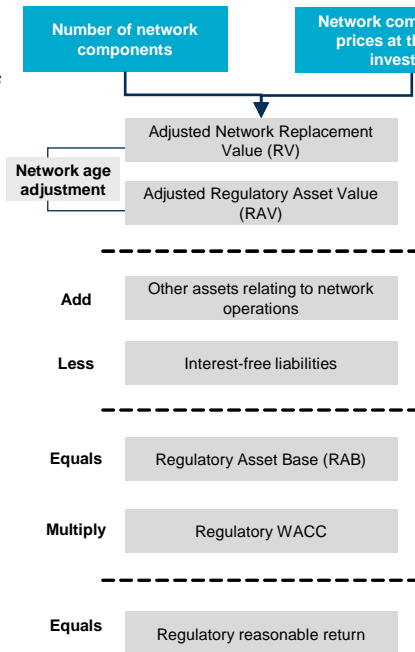 Number of network
components
Network com
prices at th
invest
Adjusted Network Replacement
Value (RV)
Network age
adjustment
Adjusted Regulatory Asset Value
(RAV)
Add
Other assets relating to network
operations
Less
Interest-free liabilities
Equals
Regulatory Asset Base (RAB)
Multiply
Regulatory WACC
Equals
Regulatory reasonable return